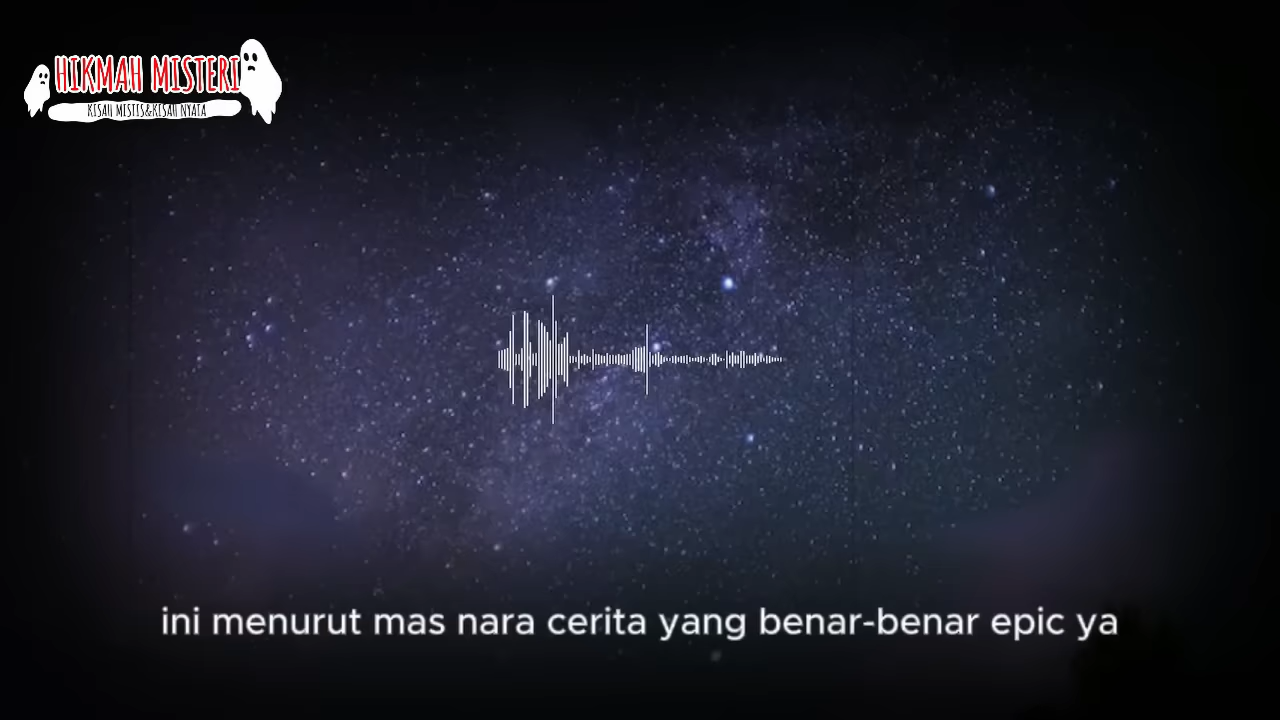 HIKMAH MISTERI
KISAH MISTIS&KISAH NYATA
ini menurut mas nara cerita yang benar-benar epic ya